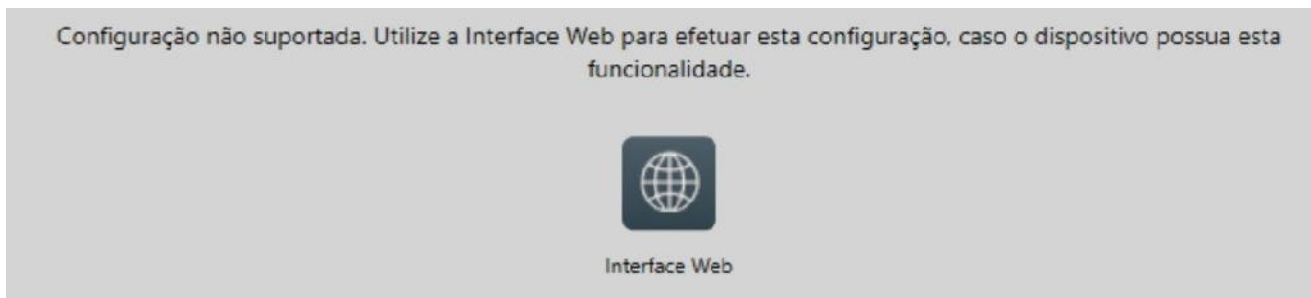 Configuração não suportada. Utilize a Interface Web para efetuar esta configuração, caso o dispositivo possua esta
funcionalidade.
Interface Web